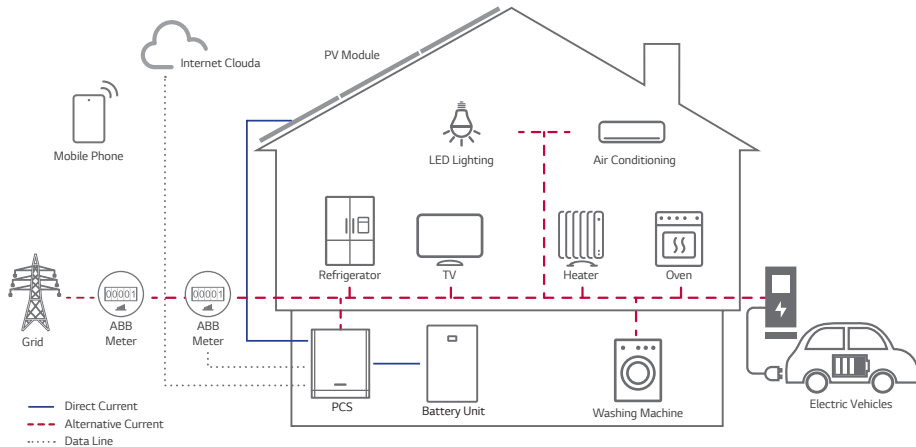 Internet Clouda
PV Module
Mobile Phone
LED Lighting
Air Conditioning
Refrigerator
TV
Heater
Oven
00001
00001
Grid
ABB
Meter
ABB
Meter
PCS
Battery Unit
Washing Machine
Electric Vehicles
Direct Current
Alternative Current
Data Line